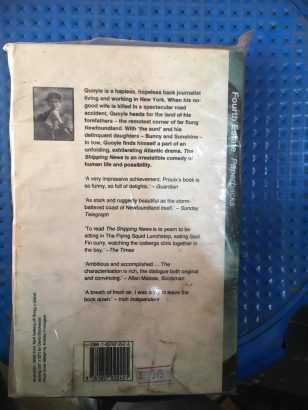 Quoyle is a hapless, hopeless hack journalist
living and working in New York. When his no-
good wife is killed in a spectacular road
accident, Quoyle heads for the land of his
forefathers – the remotest corner of far-flung
Newfoundland. With 'the aunt' and his
delinquent daughters – Bunny and Sunshine –
in tow, Quoyle finds himself a part of an
unfolding, exhilarating Atlantic drama. The
Shipping News is an irresistible comedy of
human life and possibility.
'A very impressive achievement. Proulx's book is
so funny, so full of delights.' – Guardian
'As stark and ruggedly beautiful as the storm-
battered coast of Newfoundland itself.' – Sunday
Telegraph
'To read The Shipping News is to yearn to be
sitting in The Flying Squid Lunchstop, eating Seal
Fin curry, watching the icebergs clink together in
the bay.' – The Times
'Ambitious and accomplished ... The
characterisation is rich, the dialogue both original
and convincing.' – Allan Massie, Scotsman
'A breath of fresh air. I was to leave the
book down.' – Irish Independent
Fourth Estate Paperbacks
ISBN